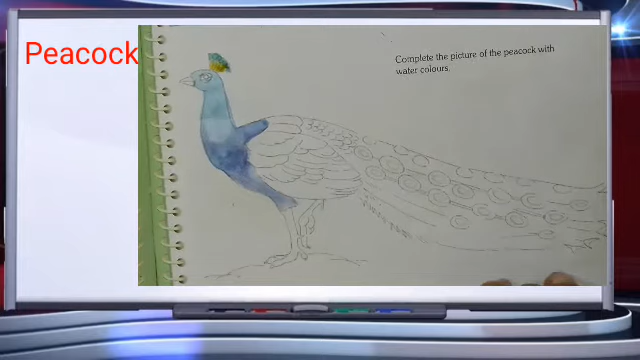 Peacock
Complete the picture of the peacock with
water colours.